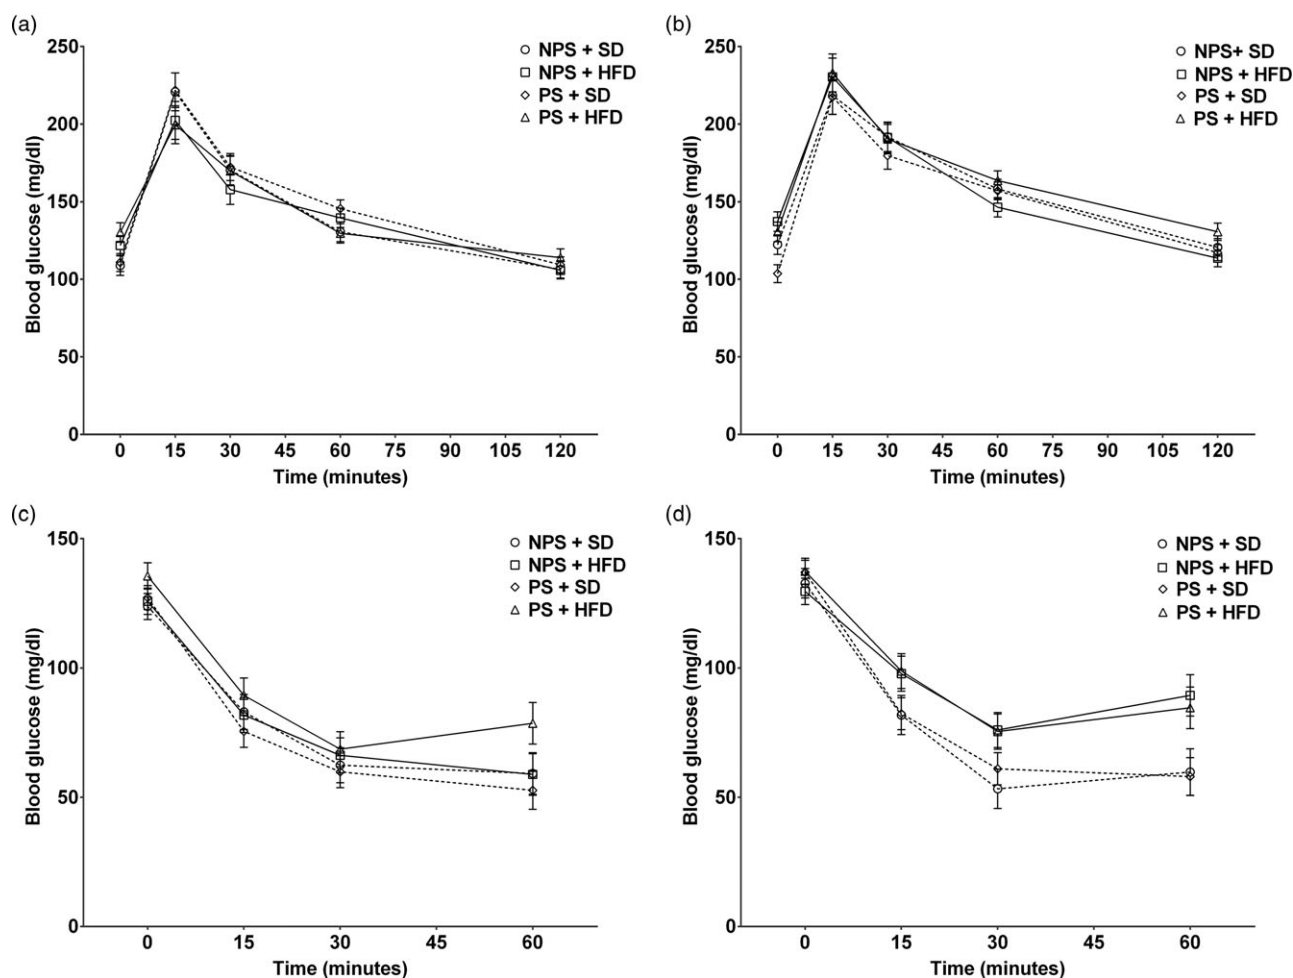 (a)
250
200
150
100
50
0
Blood glucose (mg/dl)
0 15 30 45 60 75 90 105 120
Time (minutes)
NPS + SD
NPS + HFD
PS + SD
PS + HFD
(b)
250
200
150
100
50
0
Blood glucose (mg/dl)
0 15 30 45 60 75 90 105 120
Time (minutes)
NPS+ SD
NPS + HFD
PS + SD
PS + HFD
(c)
150
100
50
0
Blood glucose (mg/dl)
0 15 30 45 60
Time (minutes)
NPS + SD
NPS + HFD
PS + SD
PS + HFD
(d)
150
100
50
0
Blood glucose (mg/dl)
0 15 30 45 60
Time (minutes)
NPS + SD
NPS + HFD
PS + SD
PS + HFD